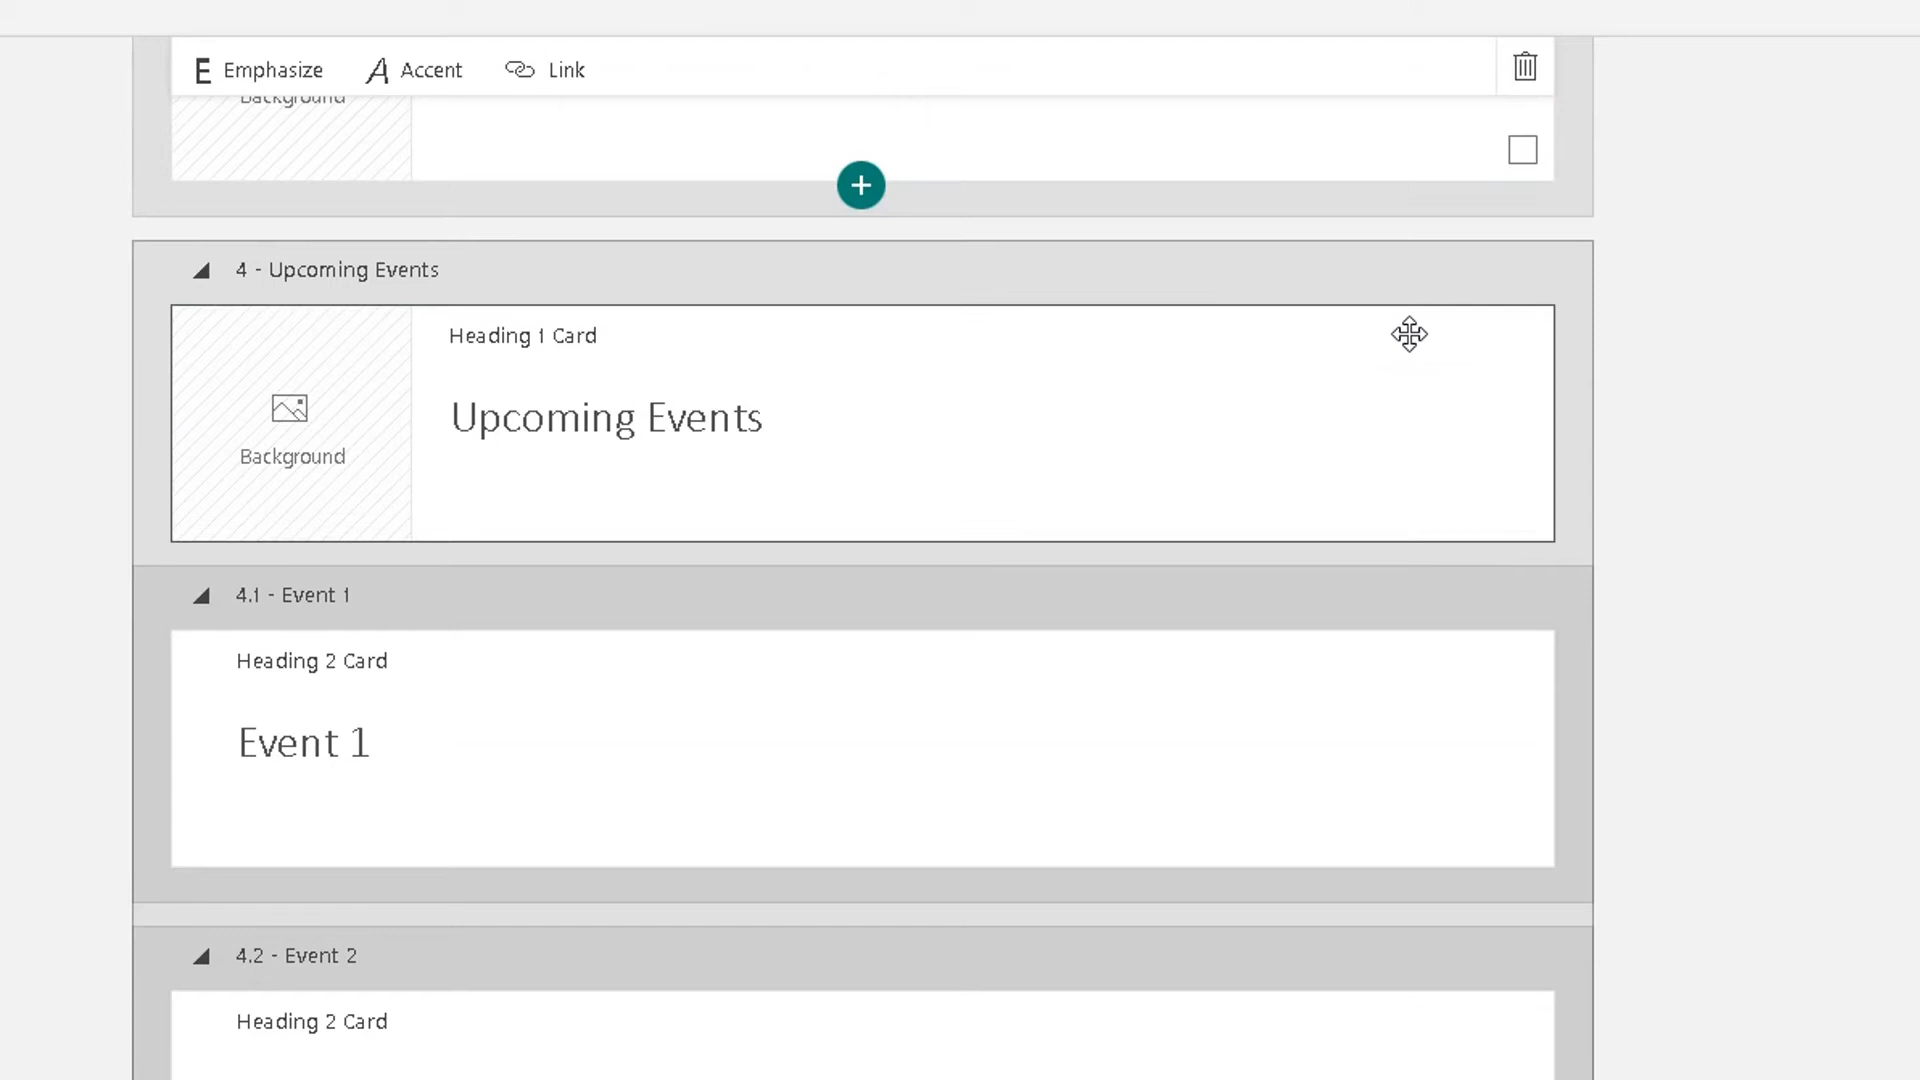 Emphasize Accent Link
Background
4 - Upcoming Events
Heading 1 Card
Upcoming Events
Background
4.1 - Event 1
Heading 2 Card
Event 1
4.2 - Event 2
Heading 2 Card